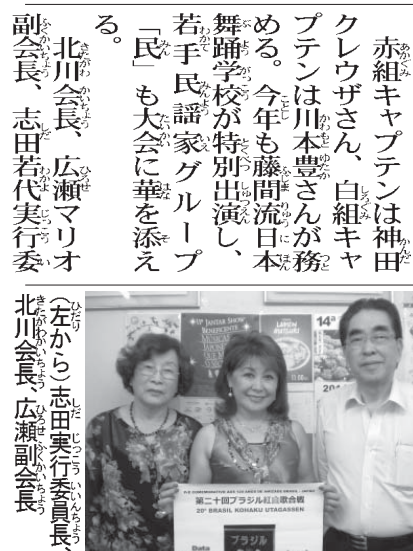 赤組キャプテンは神田
クレウザさん、白組キャ
プテンは川本豊さんが務
める。今年も藤間流日本
舞踊学校が特別出演し、
若手民謡家グループ
「民」も大会に華を添え
る。
北川会長、広瀬マリオ
副会長、志田若代実行委
(左から)志田実行委員長、
北川会長、広瀬副会長
JANTAR SHOW
BENEFICENTE
14ª
第二十回ブラジル紅白歌合戦
20º BRASIL KOHAKU UTAGASSEN
ブラジル
Data